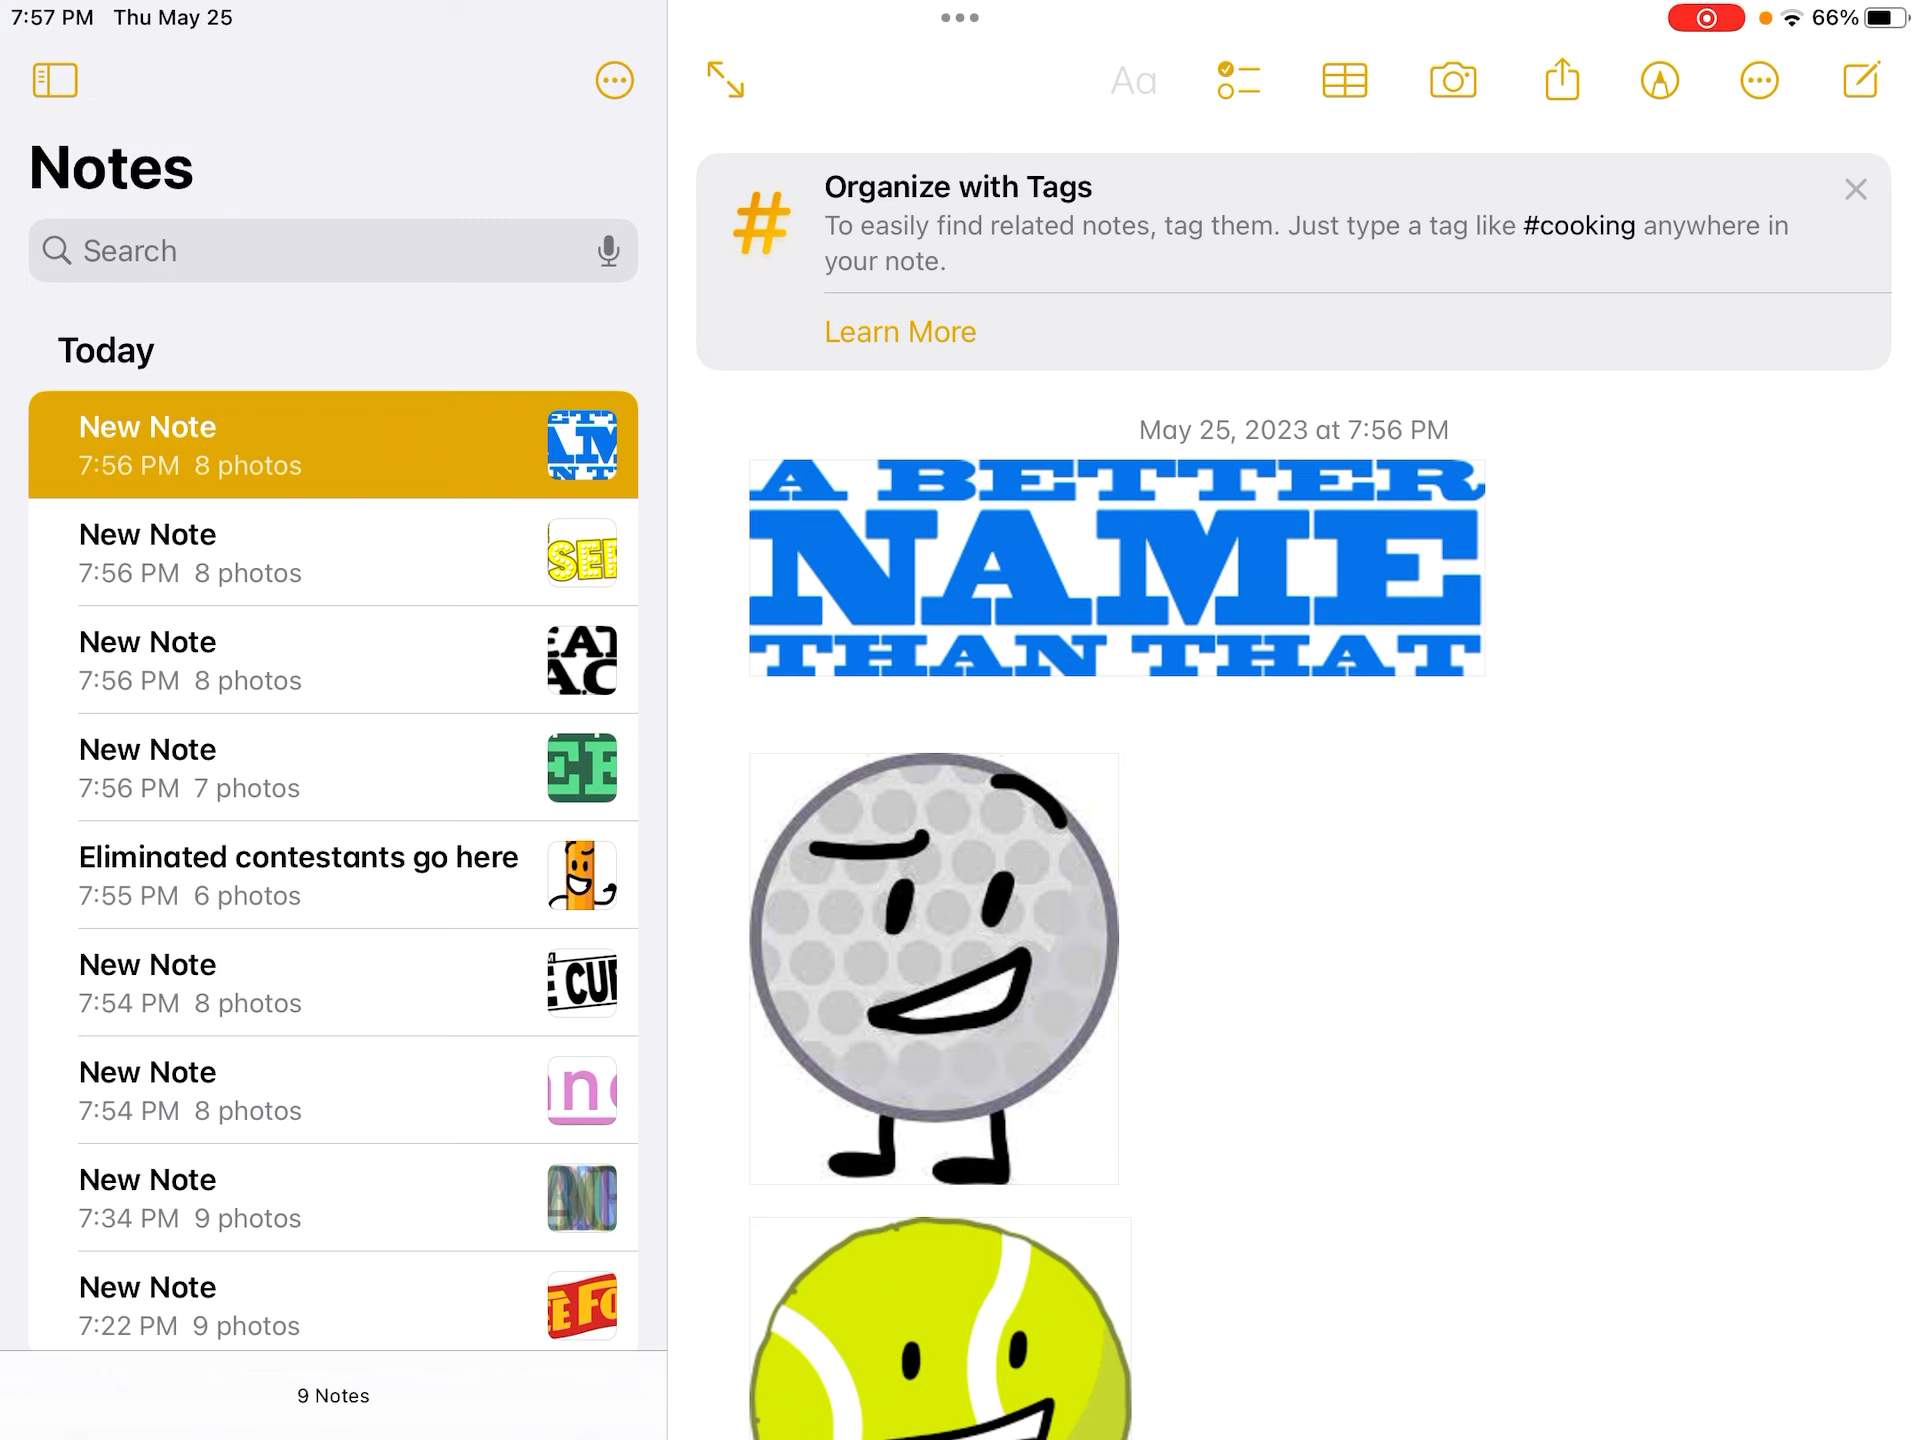 7:57 PM Thu May 25
66%
Notes
Search
Today
New Note
7:56 PM 8 photos
New Note
7:56 PM 8 photos
SE
New Note
7:56 PM 8 photos
EAT
A.C
New Note
7:56 PM 7 photos
EE
Eliminated contestants go here
7:55 PM 6 photos
New Note
7:54 PM 8 photos
E CU
New Note
7:54 PM 8 photos
n
New Note
7:34 PM 9 photos
New Note
7:22 PM 9 photos
E FO
9 Notes
Aa
Organize with Tags
To easily find related notes, tag them. Just type a tag like #cooking anywhere in
your note.
Learn More
May 25, 2023 at 7:56 PM
A BETTER
NAME
THAN THAT